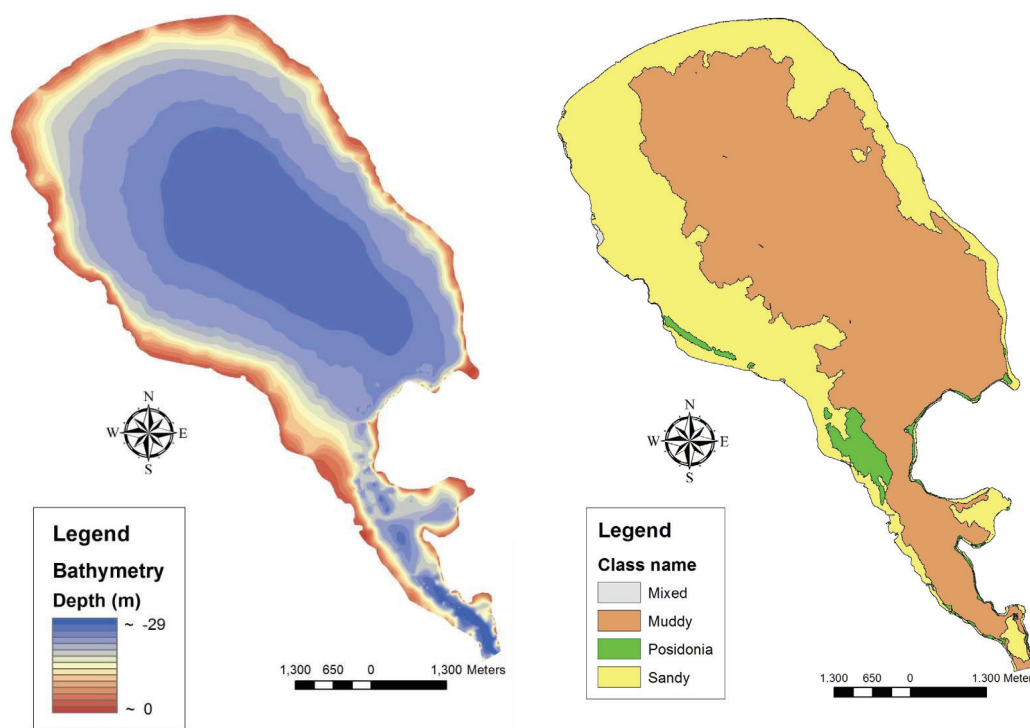 N
W E
S
Legend
Bathymetry
Depth (m)
~ -29
~ 0
1,300 650 0 1,300 Meters
N
W E
S
Legend
Class name
Mixed
Muddy
Posidonia
Sandy
1.300 650 0 1.300 Meters